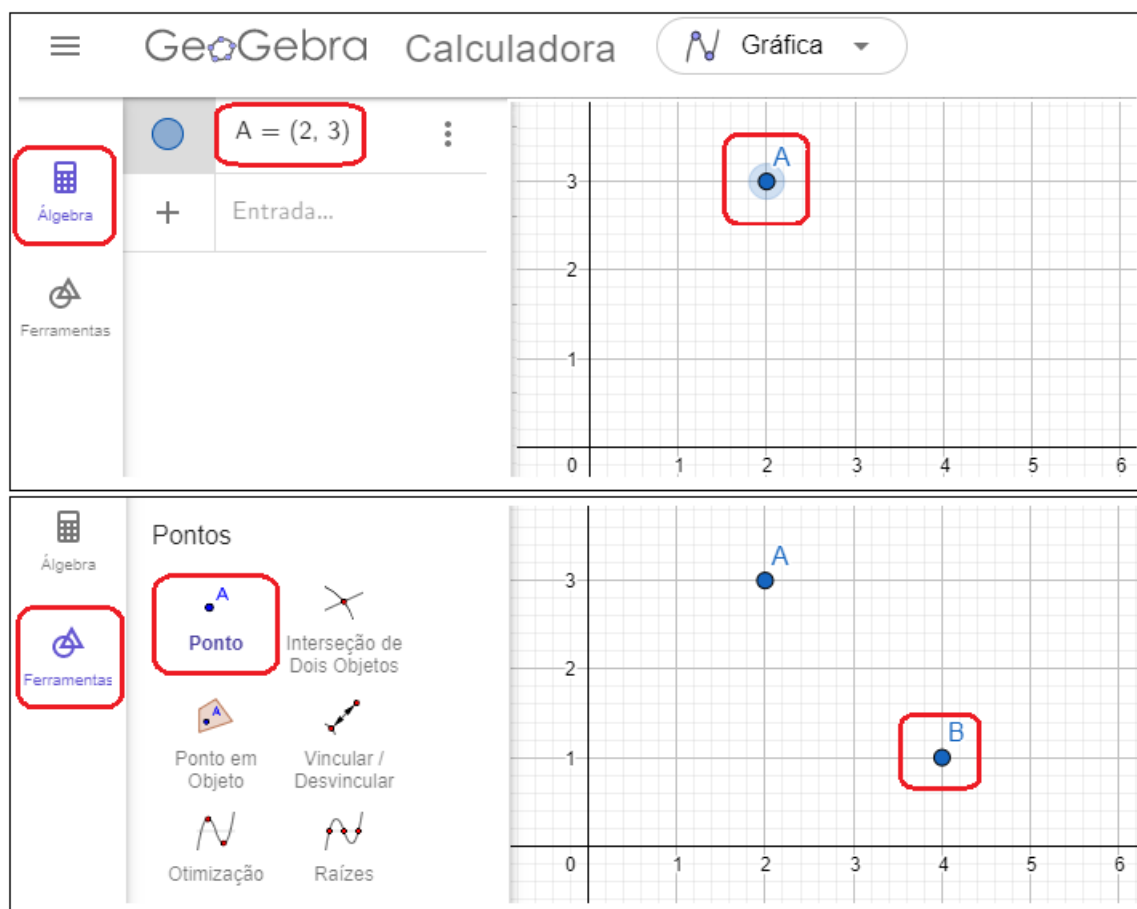 GeoGebra Calculadora Gráfica
A = (2, 3)
Álgebra
Entrada...
Ferramentas
A
3
2
1
0 1 2 3 4 5 6
Álgebra
Ferramentas
Pontos
A
Ponto
Interseção de
Dois Objetos
A
Ponto em
Objeto
Vincular /
Desvincular
Otimização
Raízes
A
3
2
B
1
0 1 2 3 4 5 6